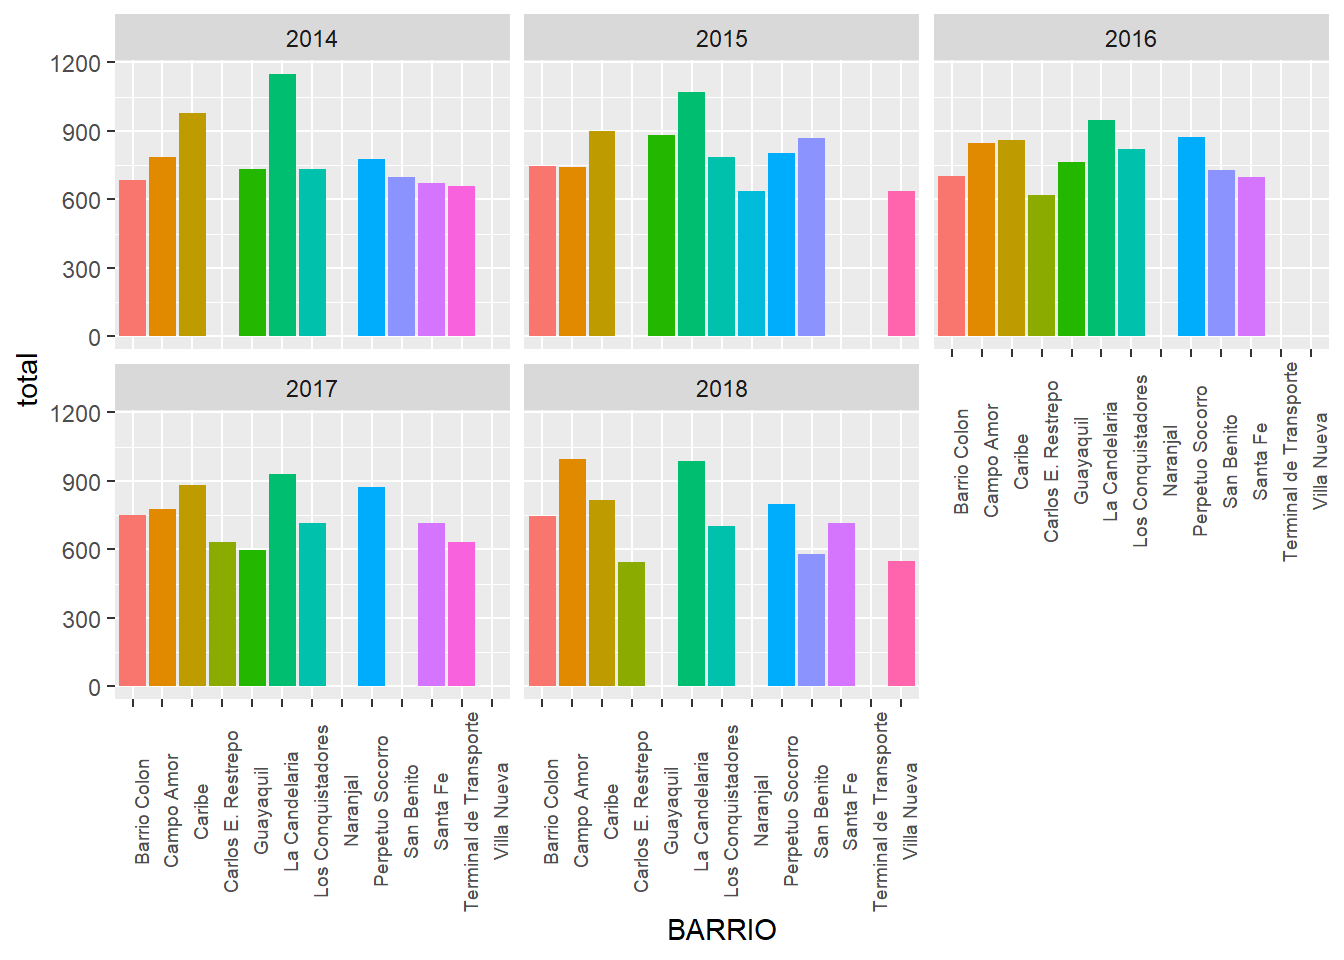 2014
2015
2016
1200
900
600
300
0
total
Barrio Colon
Campo Amor
Caribe
Carlos E. Restrepo
Guayaquil
La Candelaria
Los Conquistadores
Naranjal
Perpetuo Socorro
San Benito
Santa Fe
Terminal de Transporte
Villa Nueva
2017
2018
1200
900
600
300
0
Barrio Colon
Campo Amor
Caribe
Carlos E. Restrepo
Guayaquil
La Candelaria
Los Conquistadores
Naranjal
Perpetuo Socorro
San Benito
Santa Fe
Terminal de Transporte
Villa Nueva
Barrio Colon
Campo Amor
Caribe
Carlos E. Restrepo
Guayaquil
La Candelaria
Los Conquistadores
Naranjal
Perpetuo Socorro
San Benito
Santa Fe
Terminal de Transporte
Villa Nueva
BARRIO